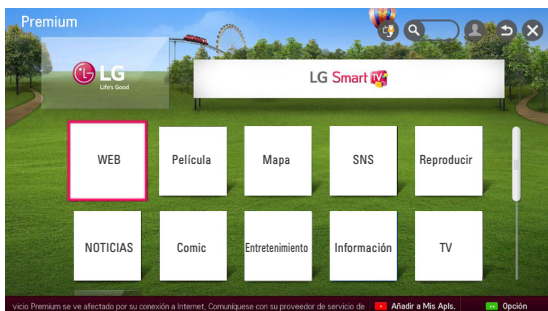 Premium
LG
Life's Good
LG Smart TV
WEB
Película
Mapa
SNS
Reproducir
NOTICIAS
Comic
Entretenimiento
Información
TV
vicio Premium se ve afectado por su conexión a Internet, Comuníquese con su proveedor de servicio de
Añadir a Mis Apls.
Opción